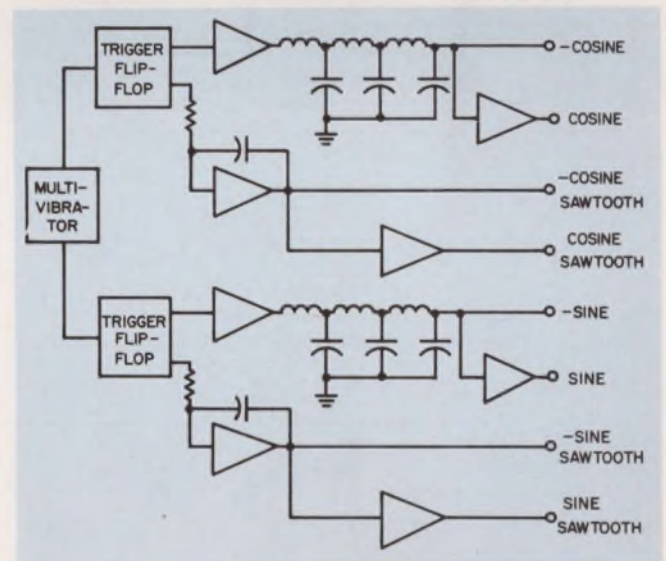 TRIGGER
FLIP-
FLOP
-COSINE
COSINE
MULTI-
VIBRA-
TOR
-COSINE
SAWTOOTH
COSINE
SAWTOOTH
TRIGGER
FLIP-
FLOP
-SINE
SINE
-SINE
SAWTOOTH
SINE
SAWTOOTH